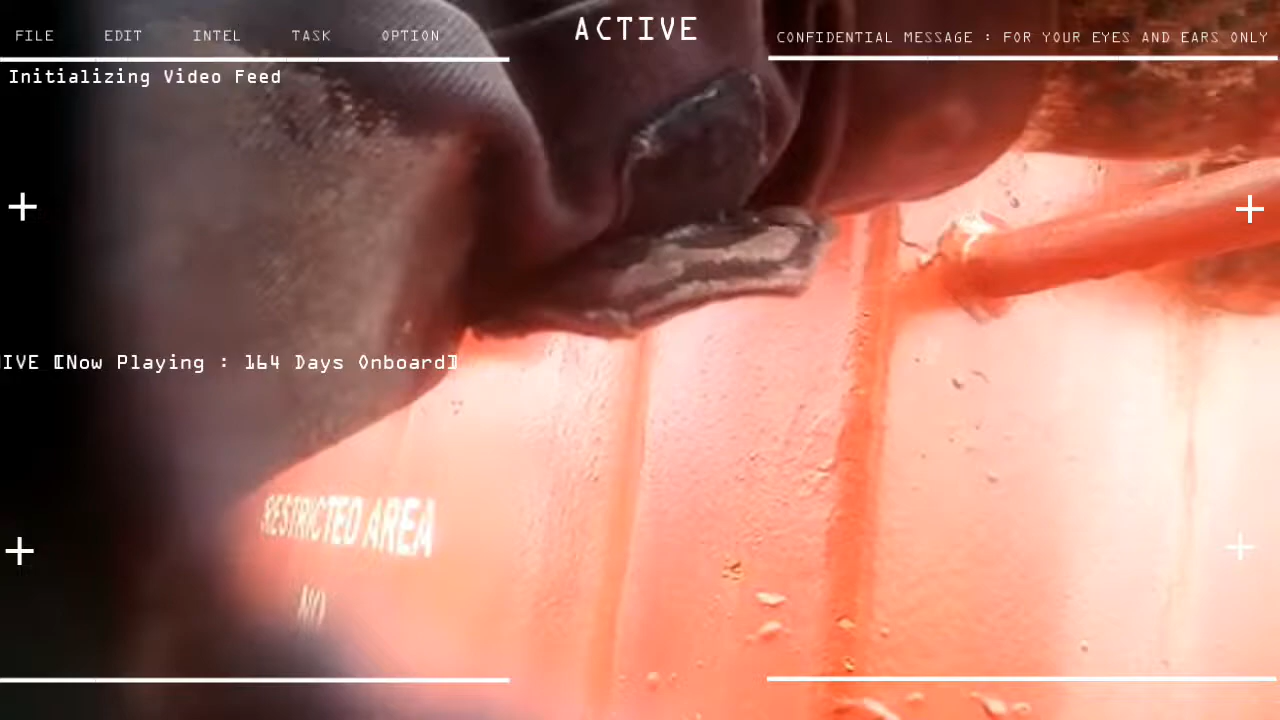 FILE EDIT INTEL TASK OPTION
ACTIVE
CONFIDENTIAL MESSAGE : FOR YOUR EYES AND EARS ONLY
Initializing Video Feed
IVE [Now Playing : 164 Days Onboard]
RESTRICTED AREA
NO